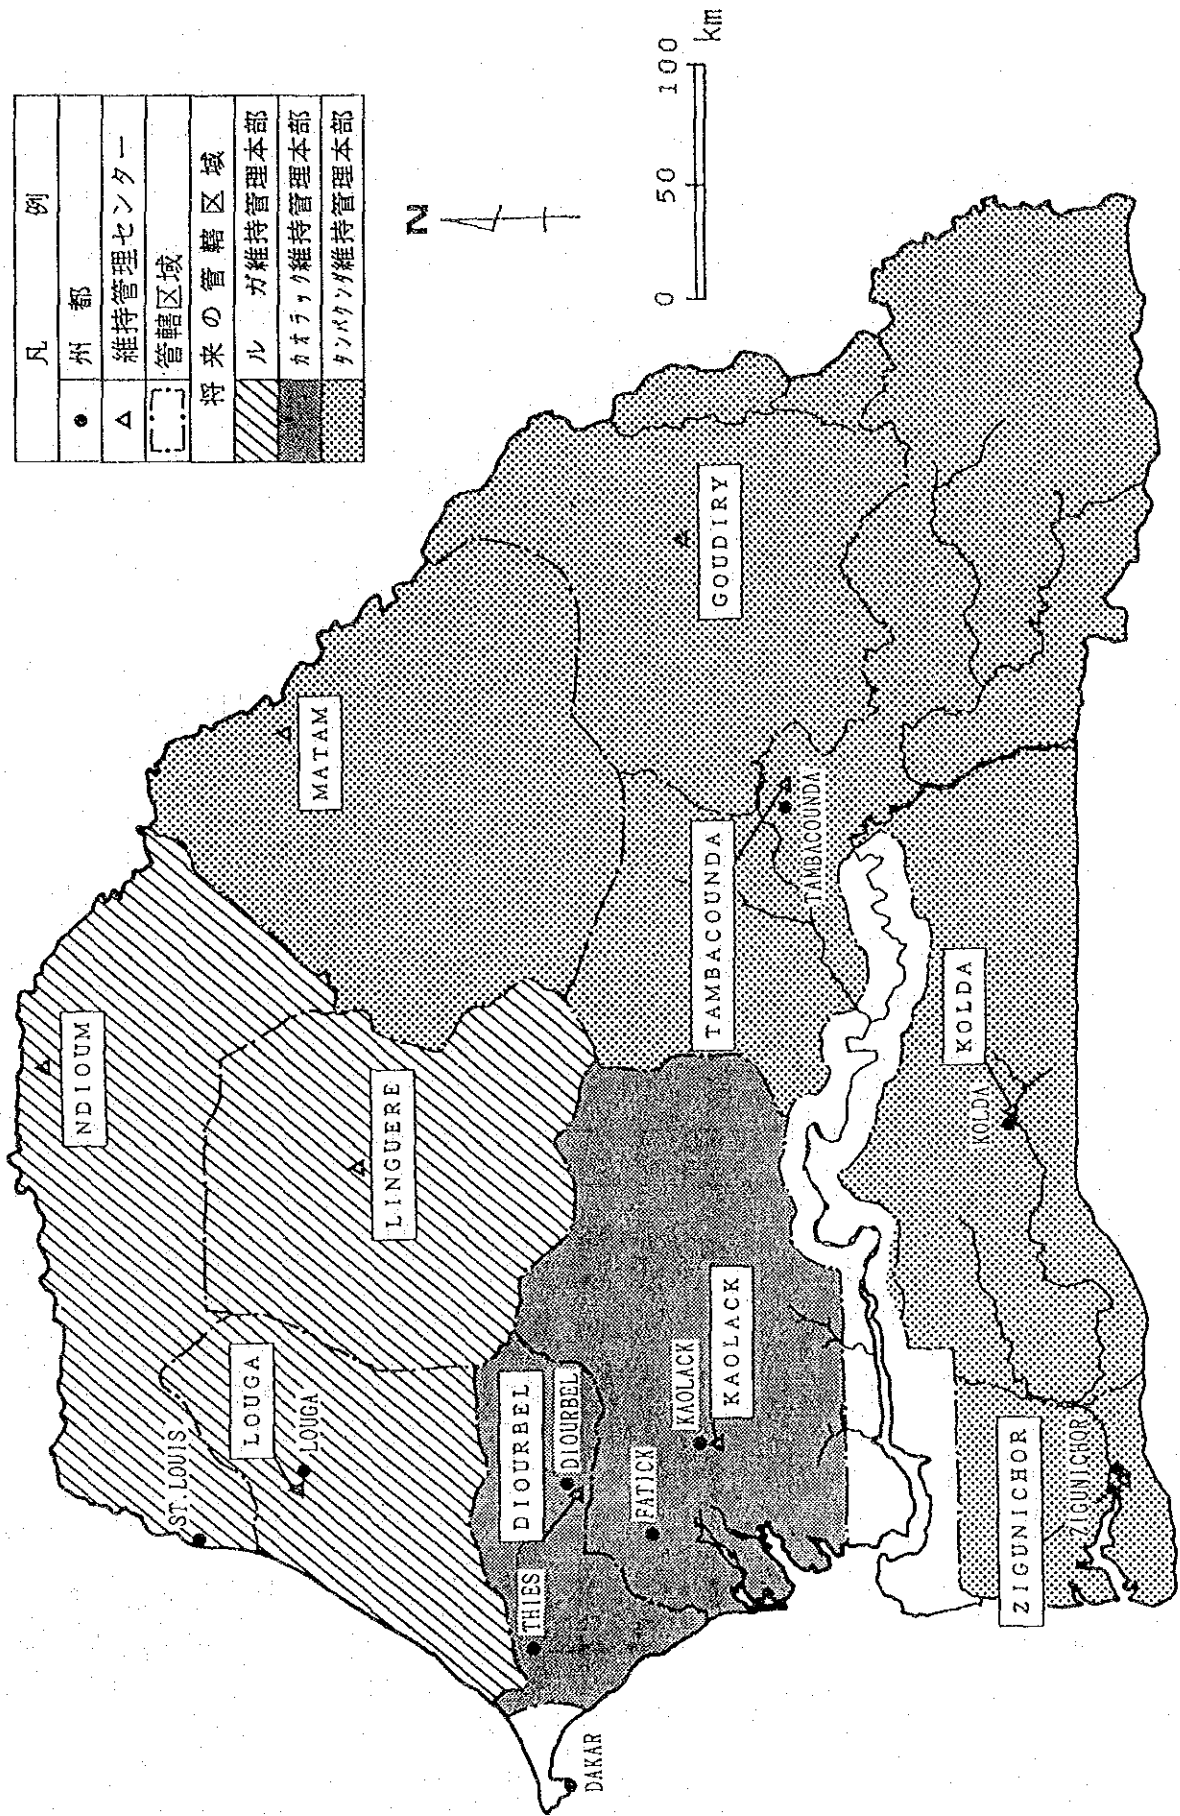 凡 例
州 都
維持管理センター
管轄区域
将来の管轄区域
ル ガ維持管理本部
カオラック維持管理本部
タンバクンダ維持管理本部
N
0 50 100
km
NDIOUM
MATAM
LINGUERE
ST LOUIS
LOUGA
LOUGA
GOUDIRY
THIES
DIOURBEL
DIOURBEL
DAKAR
FATICK
KAOLACK
KAOLACK
TAMBACOUNDA
TAMBACOUNDA
KOLDA
KOLDA
ZIGUNICHOR
ZIGUNICHOR